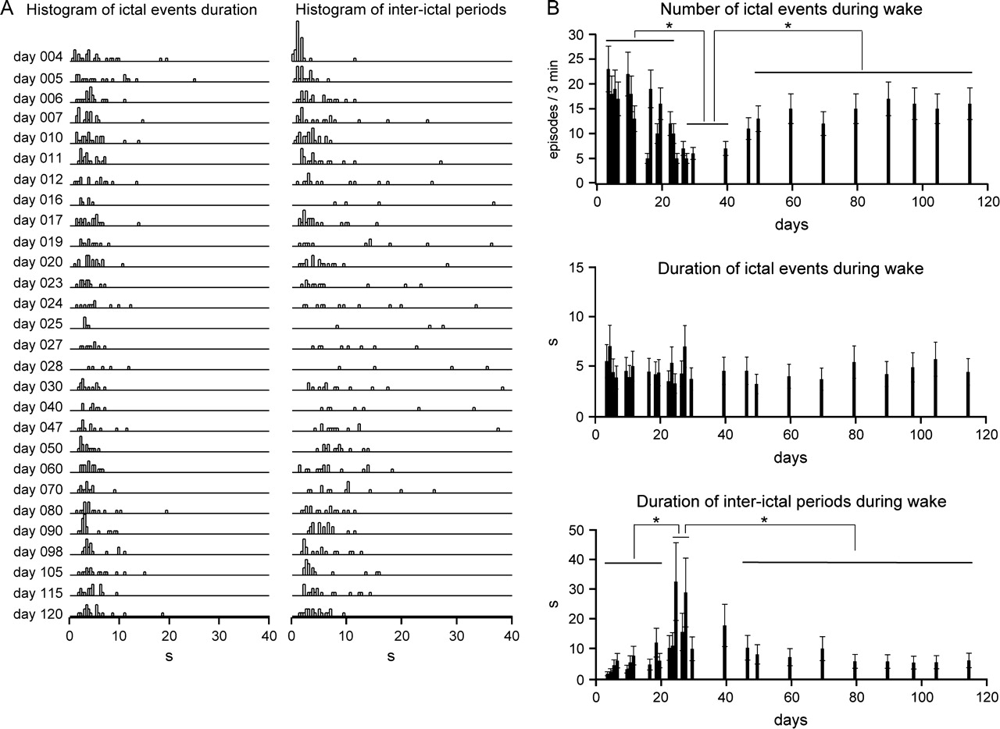 A
Histogram of ictal events duration
Histogram of inter-ictal periods
day 004
day 005
day 006
day 007
day 010
day 011
day 012
day 016
day 017
day 019
day 020
day 023
day 024
day 025
day 027
day 028
day 030
day 040
day 047
day 050
day 060
day 070
day 080
day 090
day 098
day 105
day 115
day 120
0 10 20 30 40
s
0 10 20 30 40
s
B
Number of ictal events during wake
* *
30
25
20
15
10
5
0
episodes / 3 min
0 20 40 60 80 100 120
days
Duration of ictal events during wake
15
10
5
0
s
0 20 40 60 80 100 120
days
Duration of inter-ictal periods during wake
* *
50
40
30
20
10
0
s
0 20 40 60 80 100 120
days